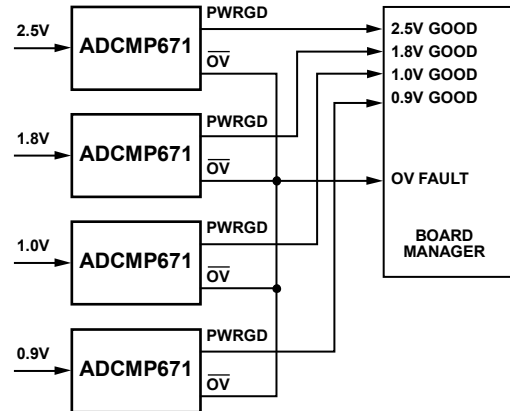 2.5V
ADCMP671
PWRGD
OV
1.8V
ADCMP671
PWRGD
OV
1.0V
ADCMP671
PWRGD
OV
0.9V
ADCMP671
PWRGD
OV
2.5V GOOD
1.8V GOOD
1.0V GOOD
0.9V GOOD
OV FAULT
BOARD
MANAGER